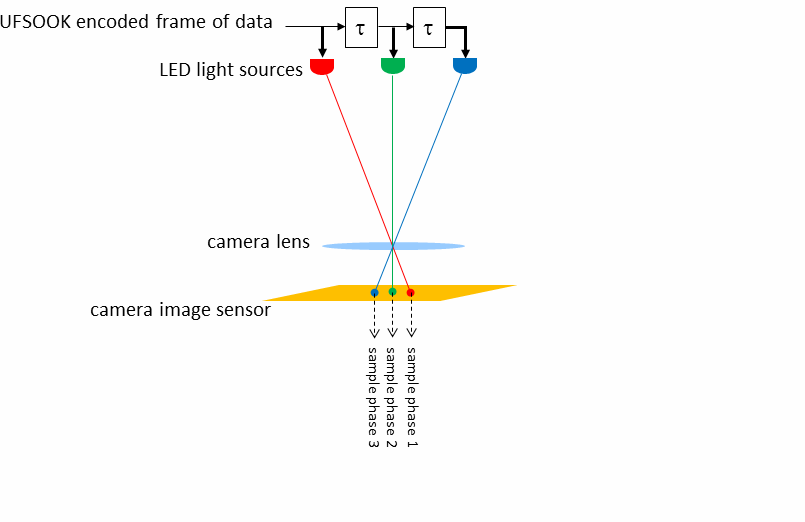 UFSOOK encoded frame of data
τ
τ
LED light sources
camera lens
camera image sensor
sample phase 3
sample phase 2
sample phase 1